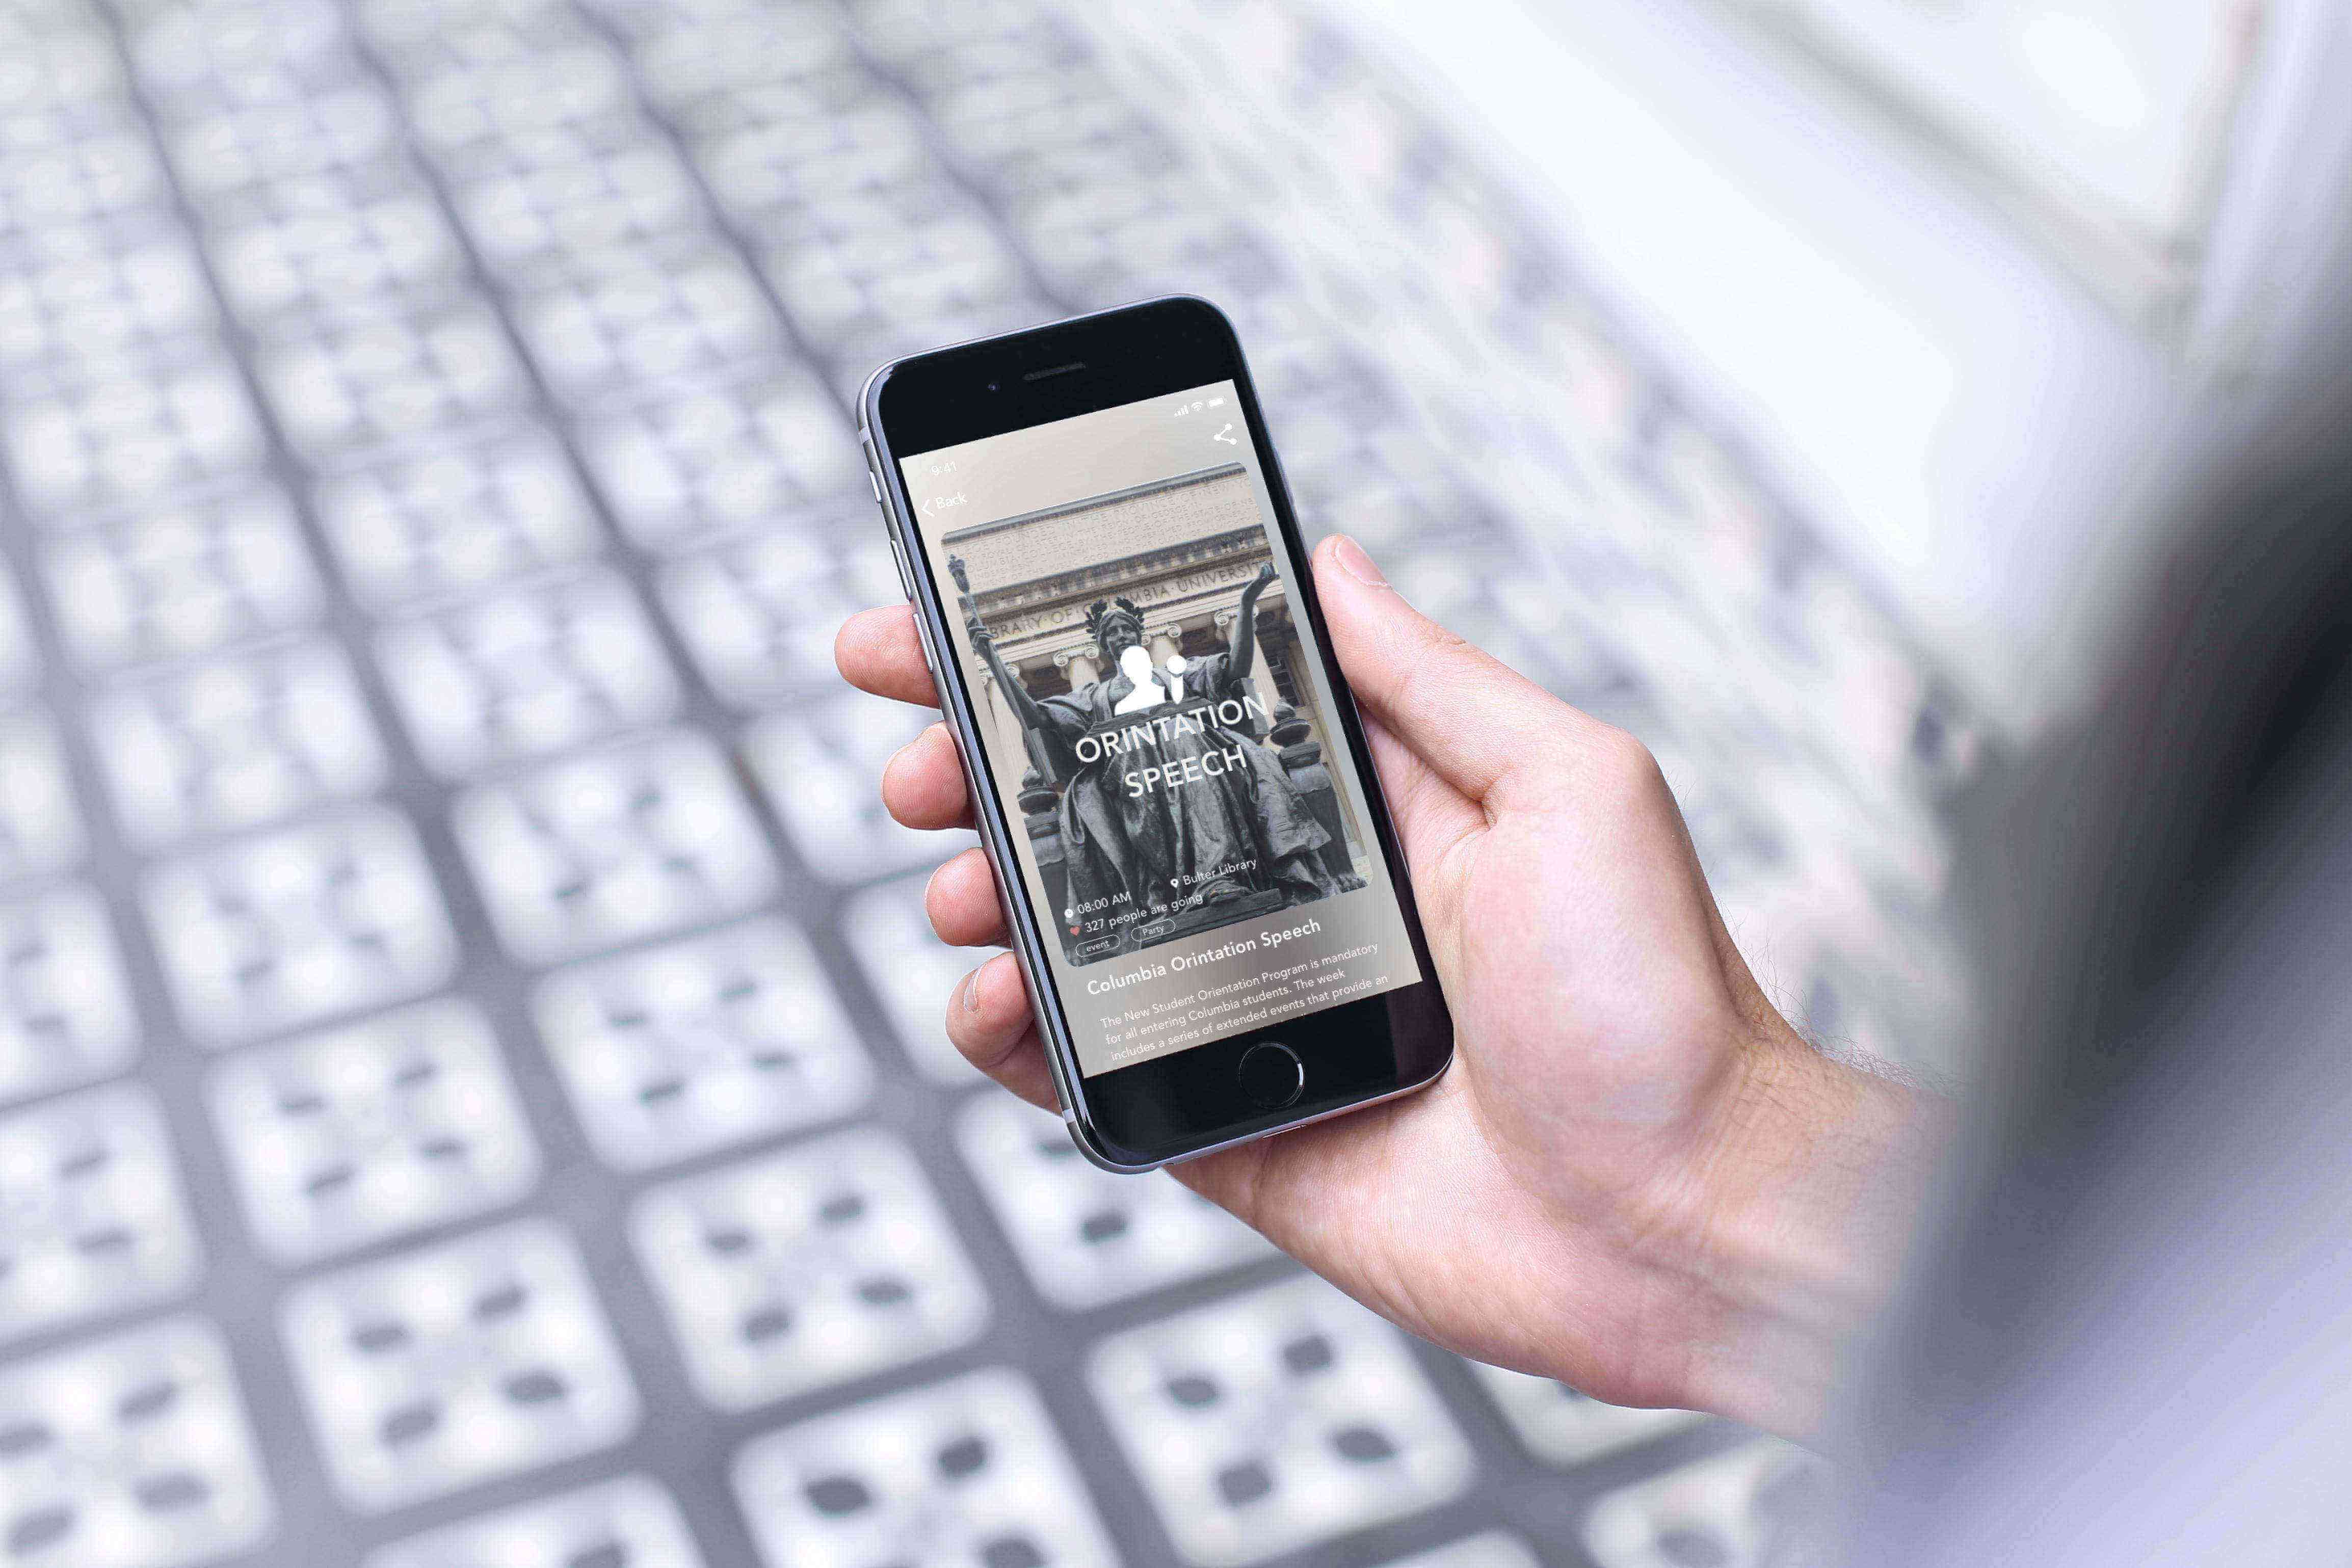 9:41
Back
LIBRARY OF COLUMBIA UNIVERSITY
ORINTATION
SPEECH
08:00 AM
Bulter Library
327 people are going
event
Party
Columbia Orintation Speech
The New Student Orientation Program is mandatory
for all entering Columbia students. The week
includes a series of extended events that provide an